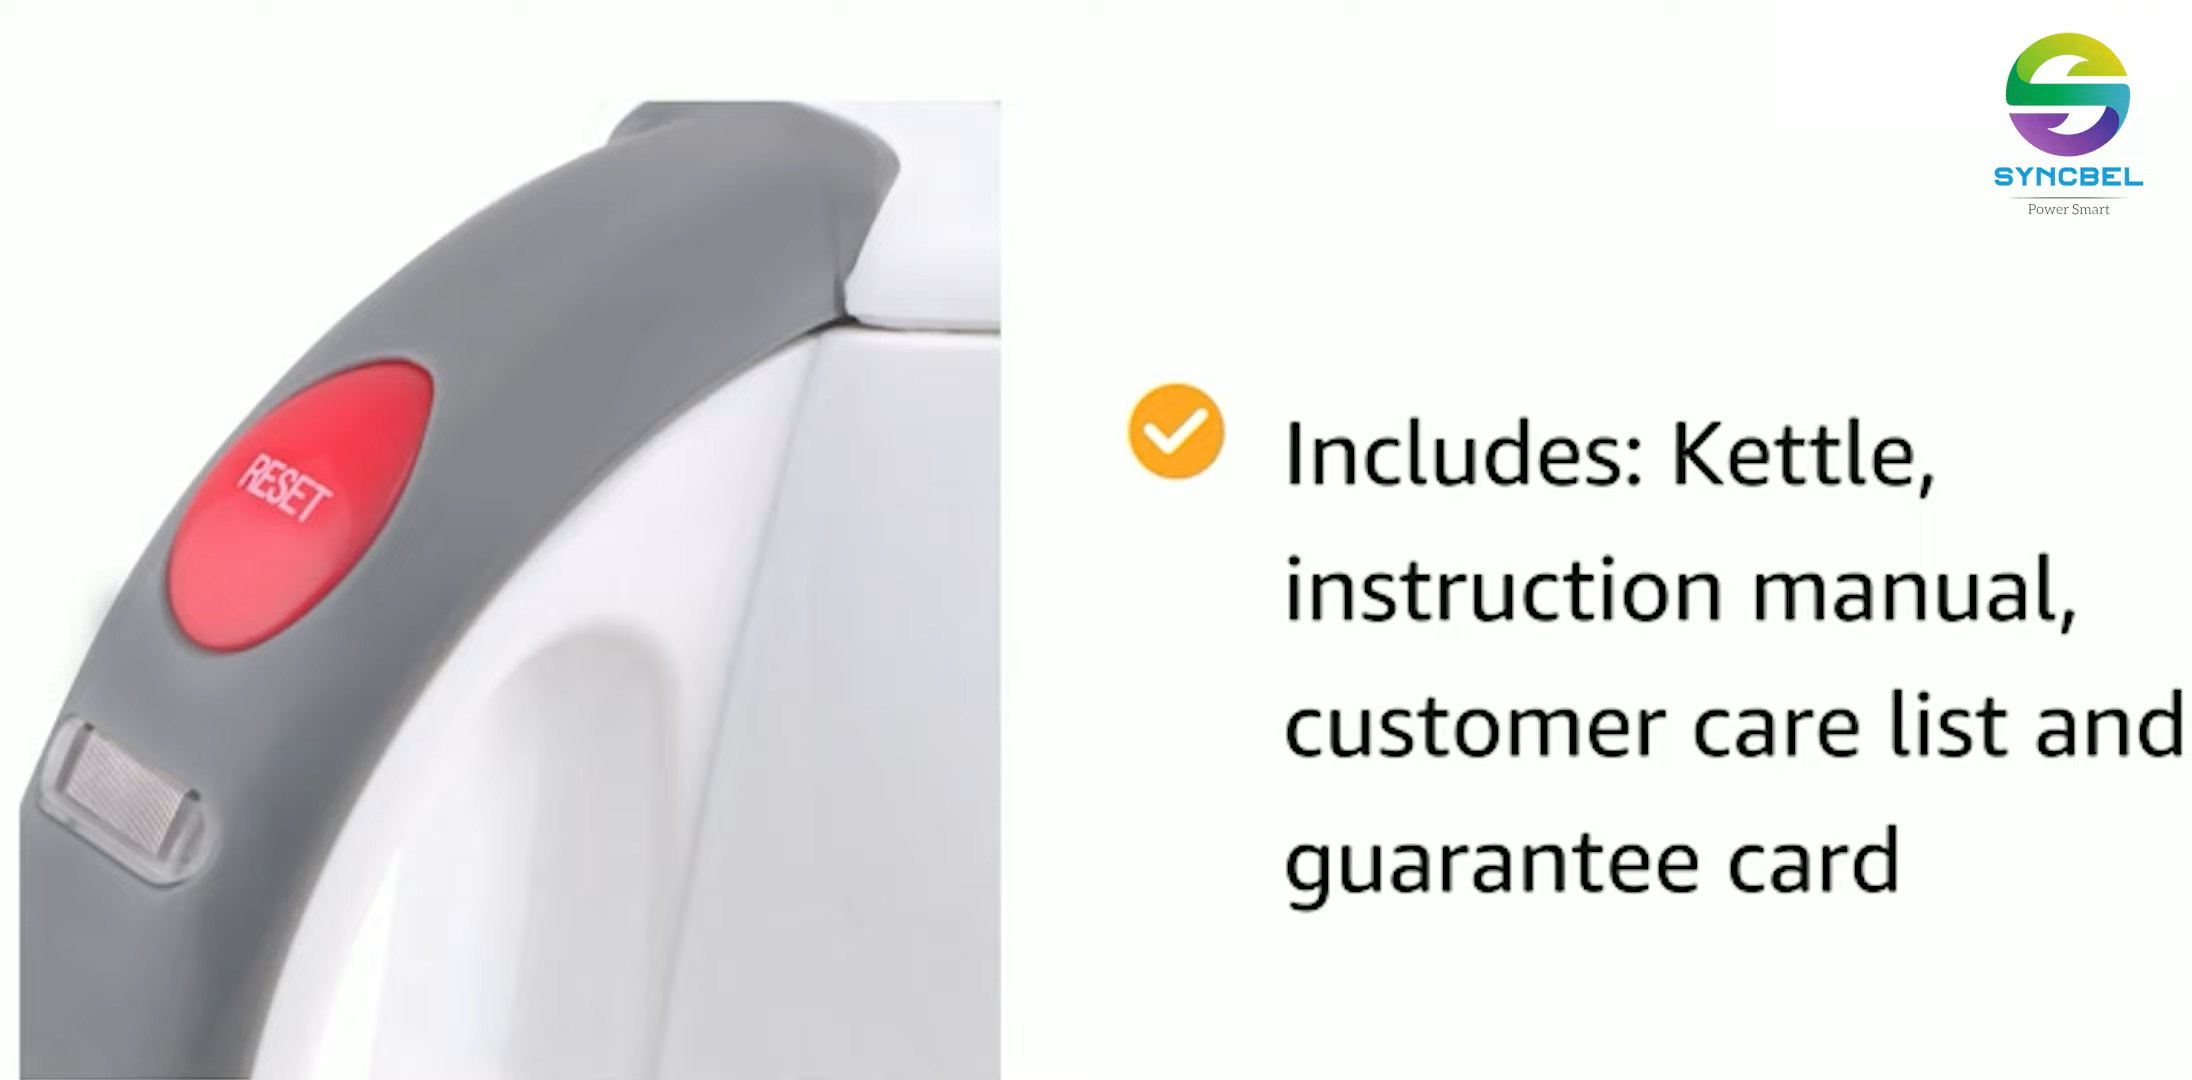 SYNCBEL
Power Smart
RESET
Includes: Kettle,
instruction manual,
customer care list and
guarantee card